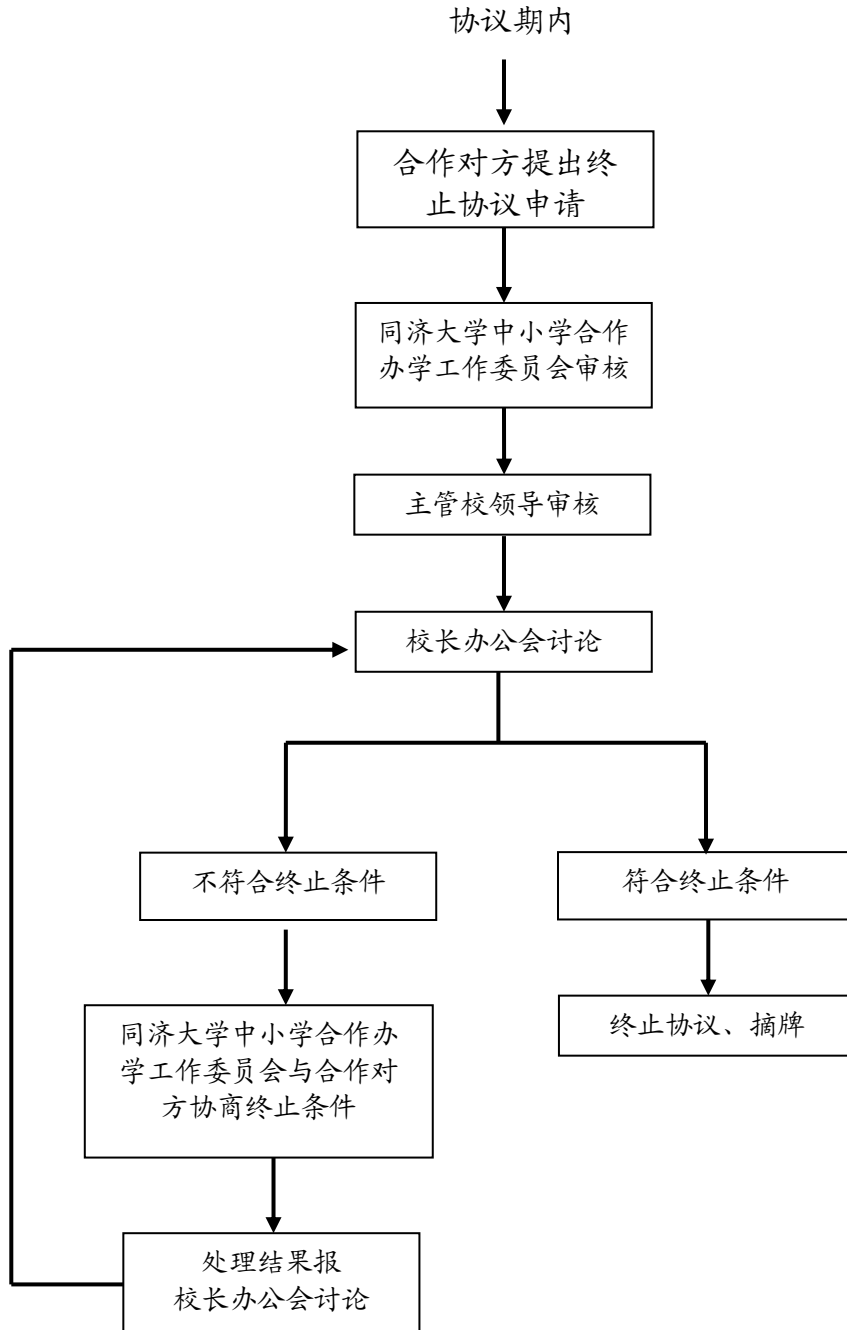 协议期内
合作对方提出终
止协议申请
同济大学中小学合作
办学工作委员会审核
主管校领导审核
校长办公会讨论
不符合终止条件
符合终止条件
同济大学中小学合作办
学工作委员会与合作对
方协商终止条件
终止协议、摘牌
处理结果报
校长办公会讨论